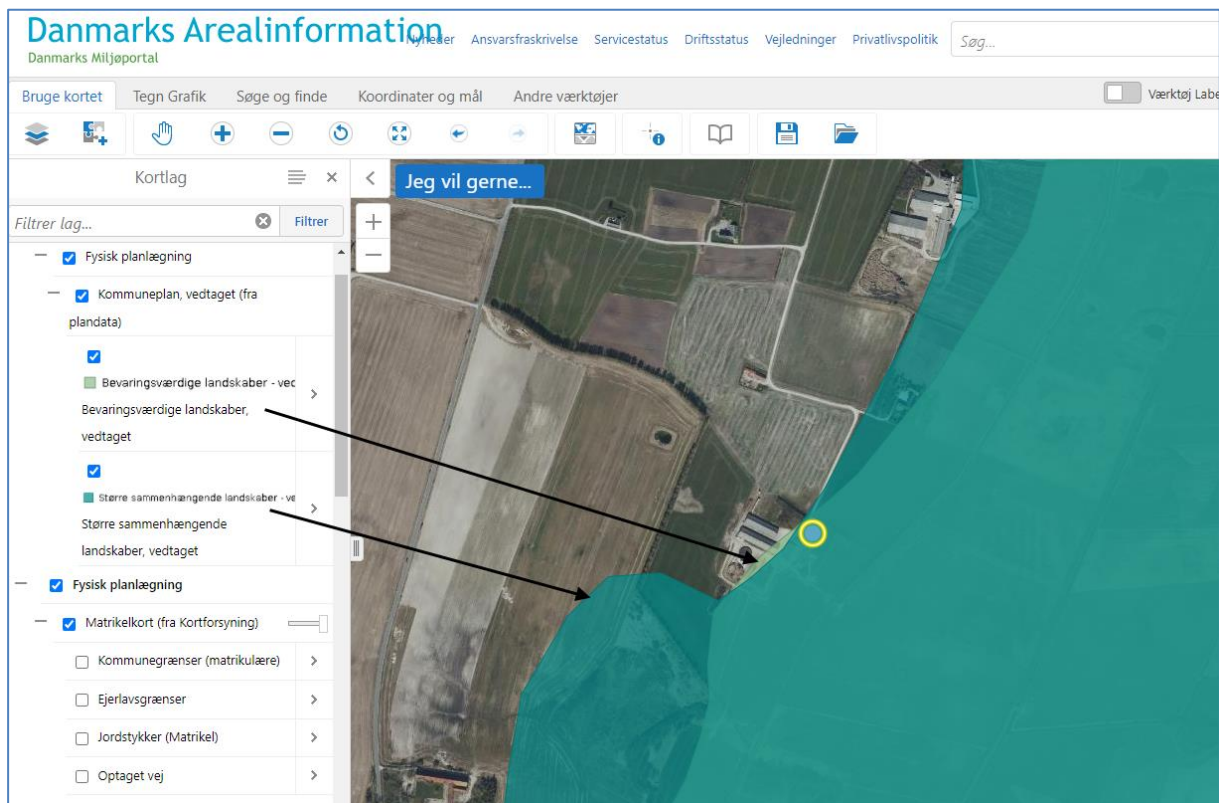 Danmarks Arealinformation
Danmarks Miljøportal
Nyheder Ansvarsfraskrivelse Servicestatus Driftsstatus Vejledninger Privatlivspolitik Søg...
Bruge kortet Tegn Grafik Søge og finde Koordinater og mål Andre værktøjer Værktøj Labe
Kortlag
Jeg vil gerne...
Filtrer lag... Filtrer
Fysisk planlægning
Kommuneplan, vedtaget (fra
plandata)
Bevaringsværdige landskaber - ved
Bevaringsværdige landskaber,
vedtaget
Større sammenhængende landskaber - ve
Større sammenhængende
landskaber, vedtaget
Fysisk planlægning
Matrikelkort (fra Kortforsyning)
Kommunegrænser (matrikulære)
Ejerlavsgrænser
Jordstykker (Matrikel)
Optaget vej